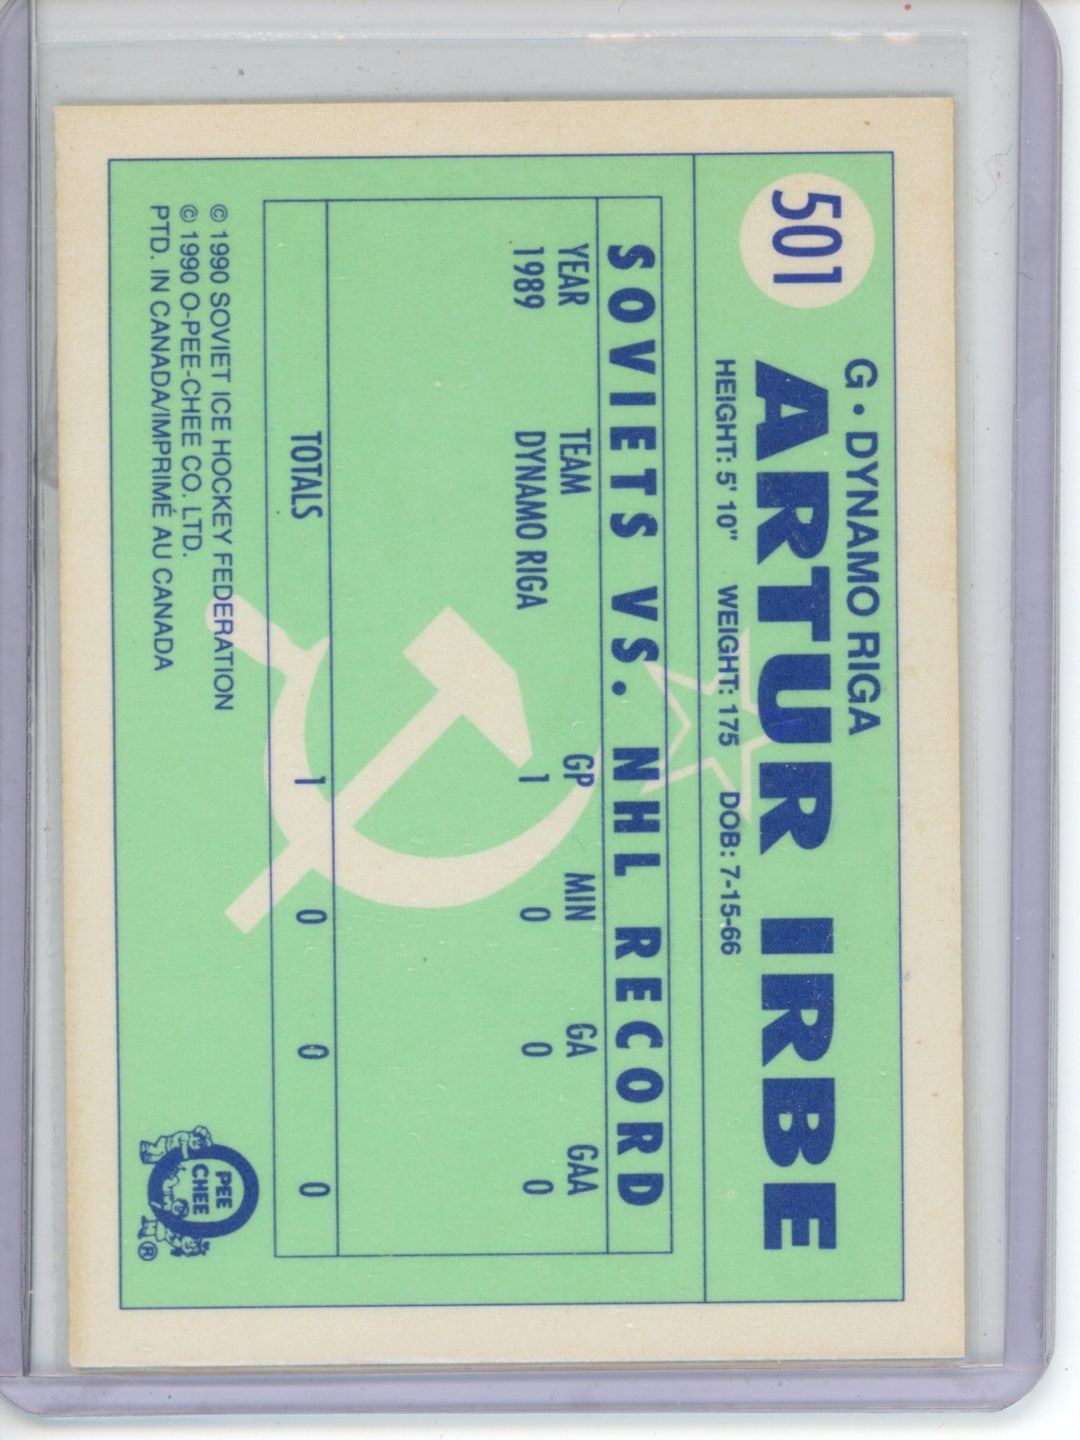 501
G • DYNAMO RIGA
ARTUR IRBE
HEIGHT: 5' 10" WEIGHT: 175 DOB: 7-15-66
SOVIETS VS. NHL RECORD
YEAR TEAM GP MIN GA GAA
1989 DYNAMO RIGA 1 0 0 0
TOTALS 1 0 0 0
© 1990 SOVIET ICE HOCKEY FEDERATION
© 1990 O-PEE-CHEE CO. LTD.
PTD. IN CANADA/IMPRIMÉ AU CANADA
O
PEE
CHEE
®